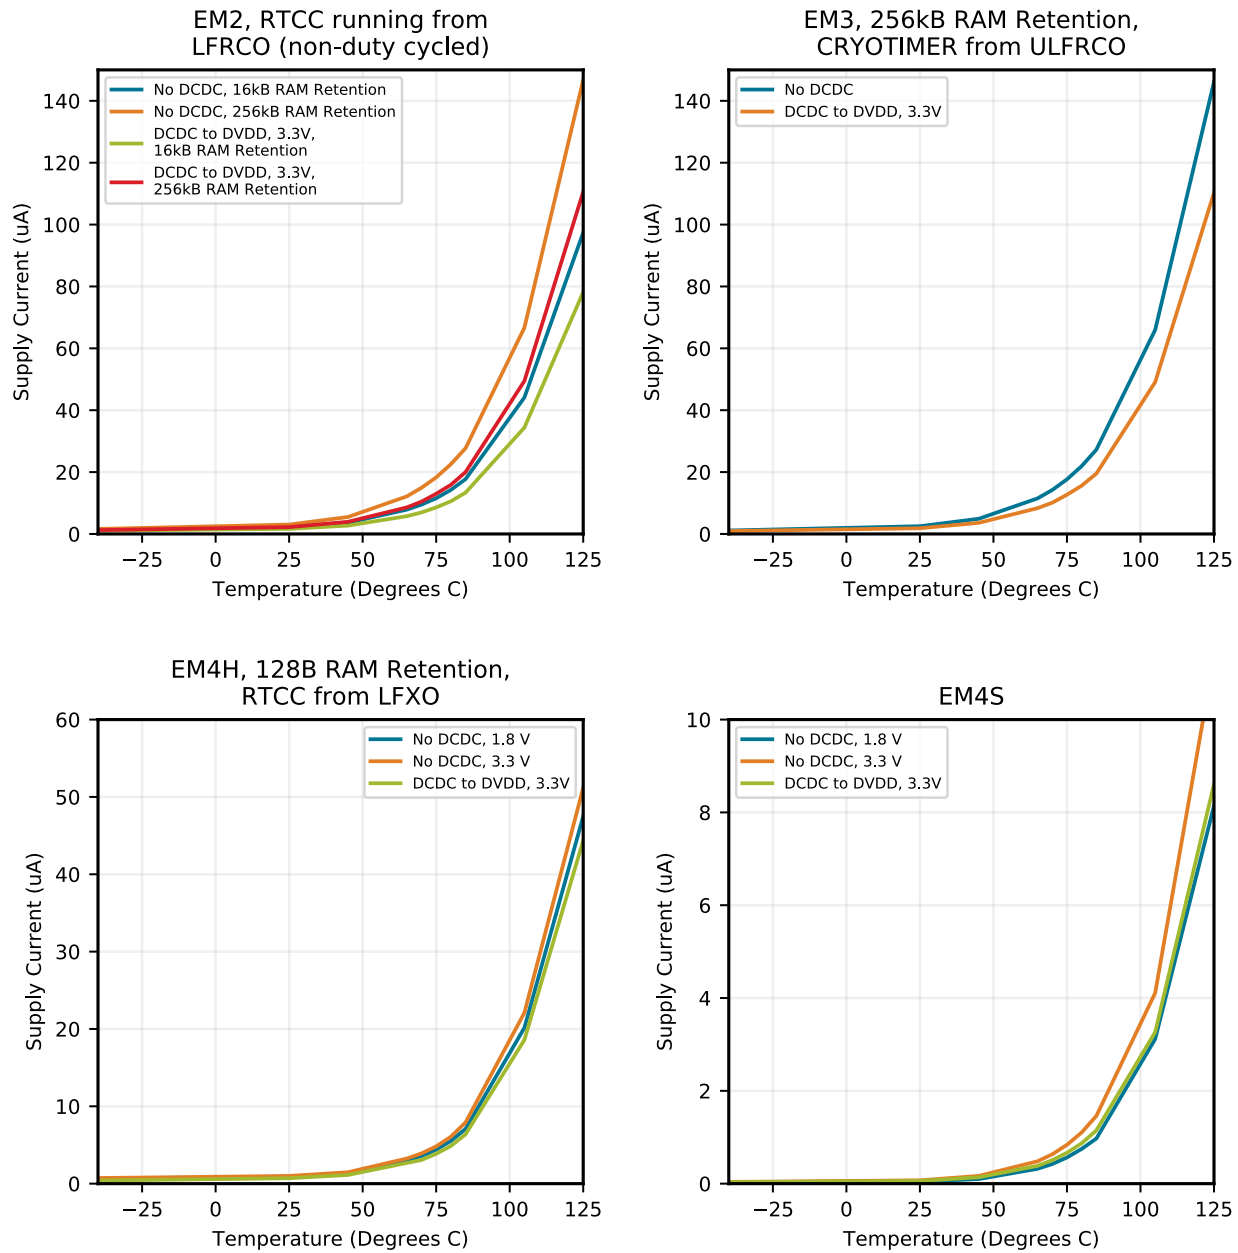 EM2, RTCC running from
LFRCO (non-duty cycled)
No DCDC, 16kB RAM Retention
No DCDC, 256kB RAM Retention
DCDC to DVDD, 3.3V,
16kB RAM Retention
DCDC to DVDD, 3.3V,
256kB RAM Retention
140
120
100
80
60
40
20
0
Supply Current (uA)
−25 0 25 50 75 100 125
Temperature (Degrees C)
EM3, 256kB RAM Retention,
CRYOTIMER from ULFRCO
No DCDC
DCDC to DVDD, 3.3V
140
120
100
80
60
40
20
0
Supply Current (uA)
−25 0 25 50 75 100 125
Temperature (Degrees C)
EM4H, 128B RAM Retention,
RTCC from LFXO
No DCDC, 1.8 V
No DCDC, 3.3 V
DCDC to DVDD, 3.3V
60
50
40
30
20
10
0
Supply Current (uA)
−25 0 25 50 75 100 125
Temperature (Degrees C)
EM4S
No DCDC, 1.8 V
No DCDC, 3.3 V
DCDC to DVDD, 3.3V
10
8
6
4
2
0
Supply Current (uA)
−25 0 25 50 75 100 125
Temperature (Degrees C)